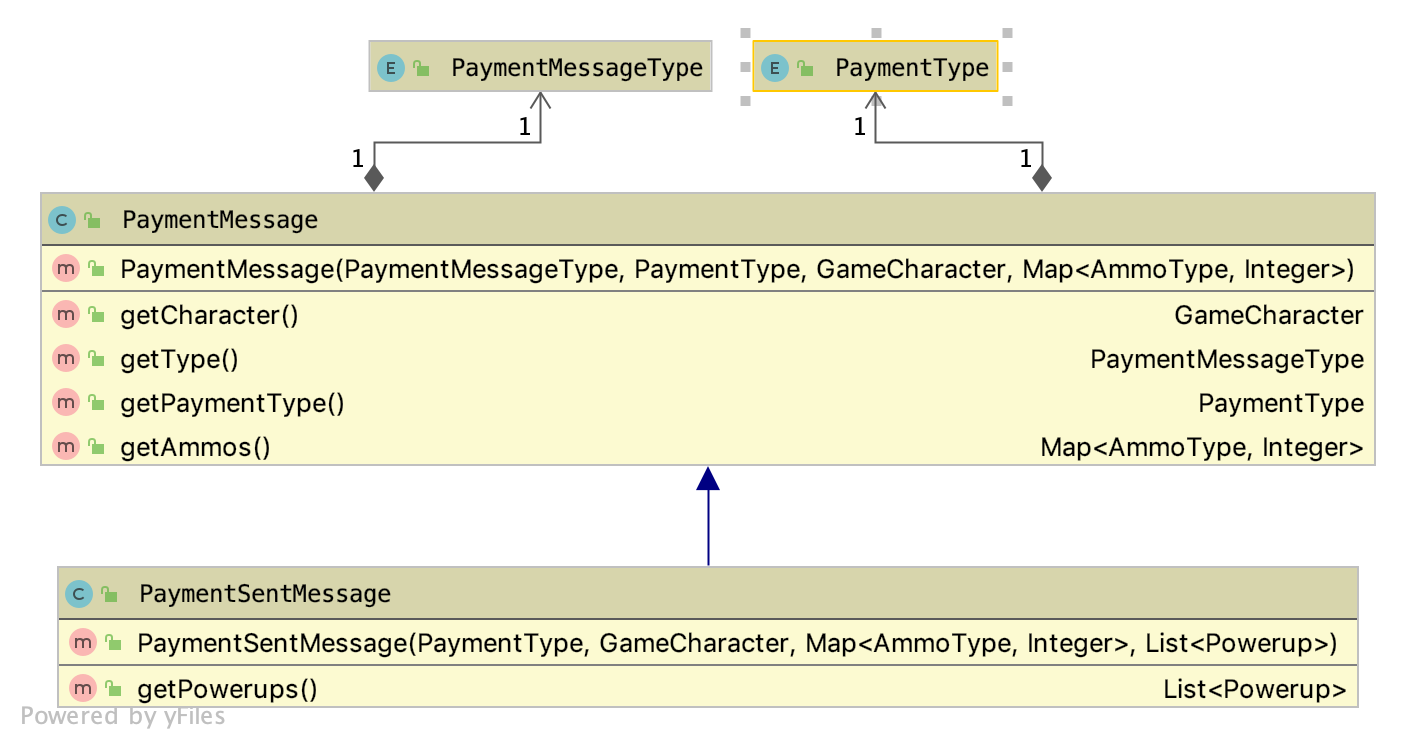 E PaymentMessageType
E PaymentType
1
1
1
1
C PaymentMessage
m PaymentMessage(PaymentMessageType, PaymentType, GameCharacter, Map<AmmoType, Integer>)
m getCharacter() GameCharacter
m getType() PaymentMessageType
m getPaymentType() PaymentType
m getAmmos() Map<AmmoType, Integer>
C PaymentSentMessage
m PaymentSentMessage(PaymentType, GameCharacter, Map<AmmoType, Integer>, List<Powerup>)
m getPowerups() List<Powerup>
Powered by yFiles